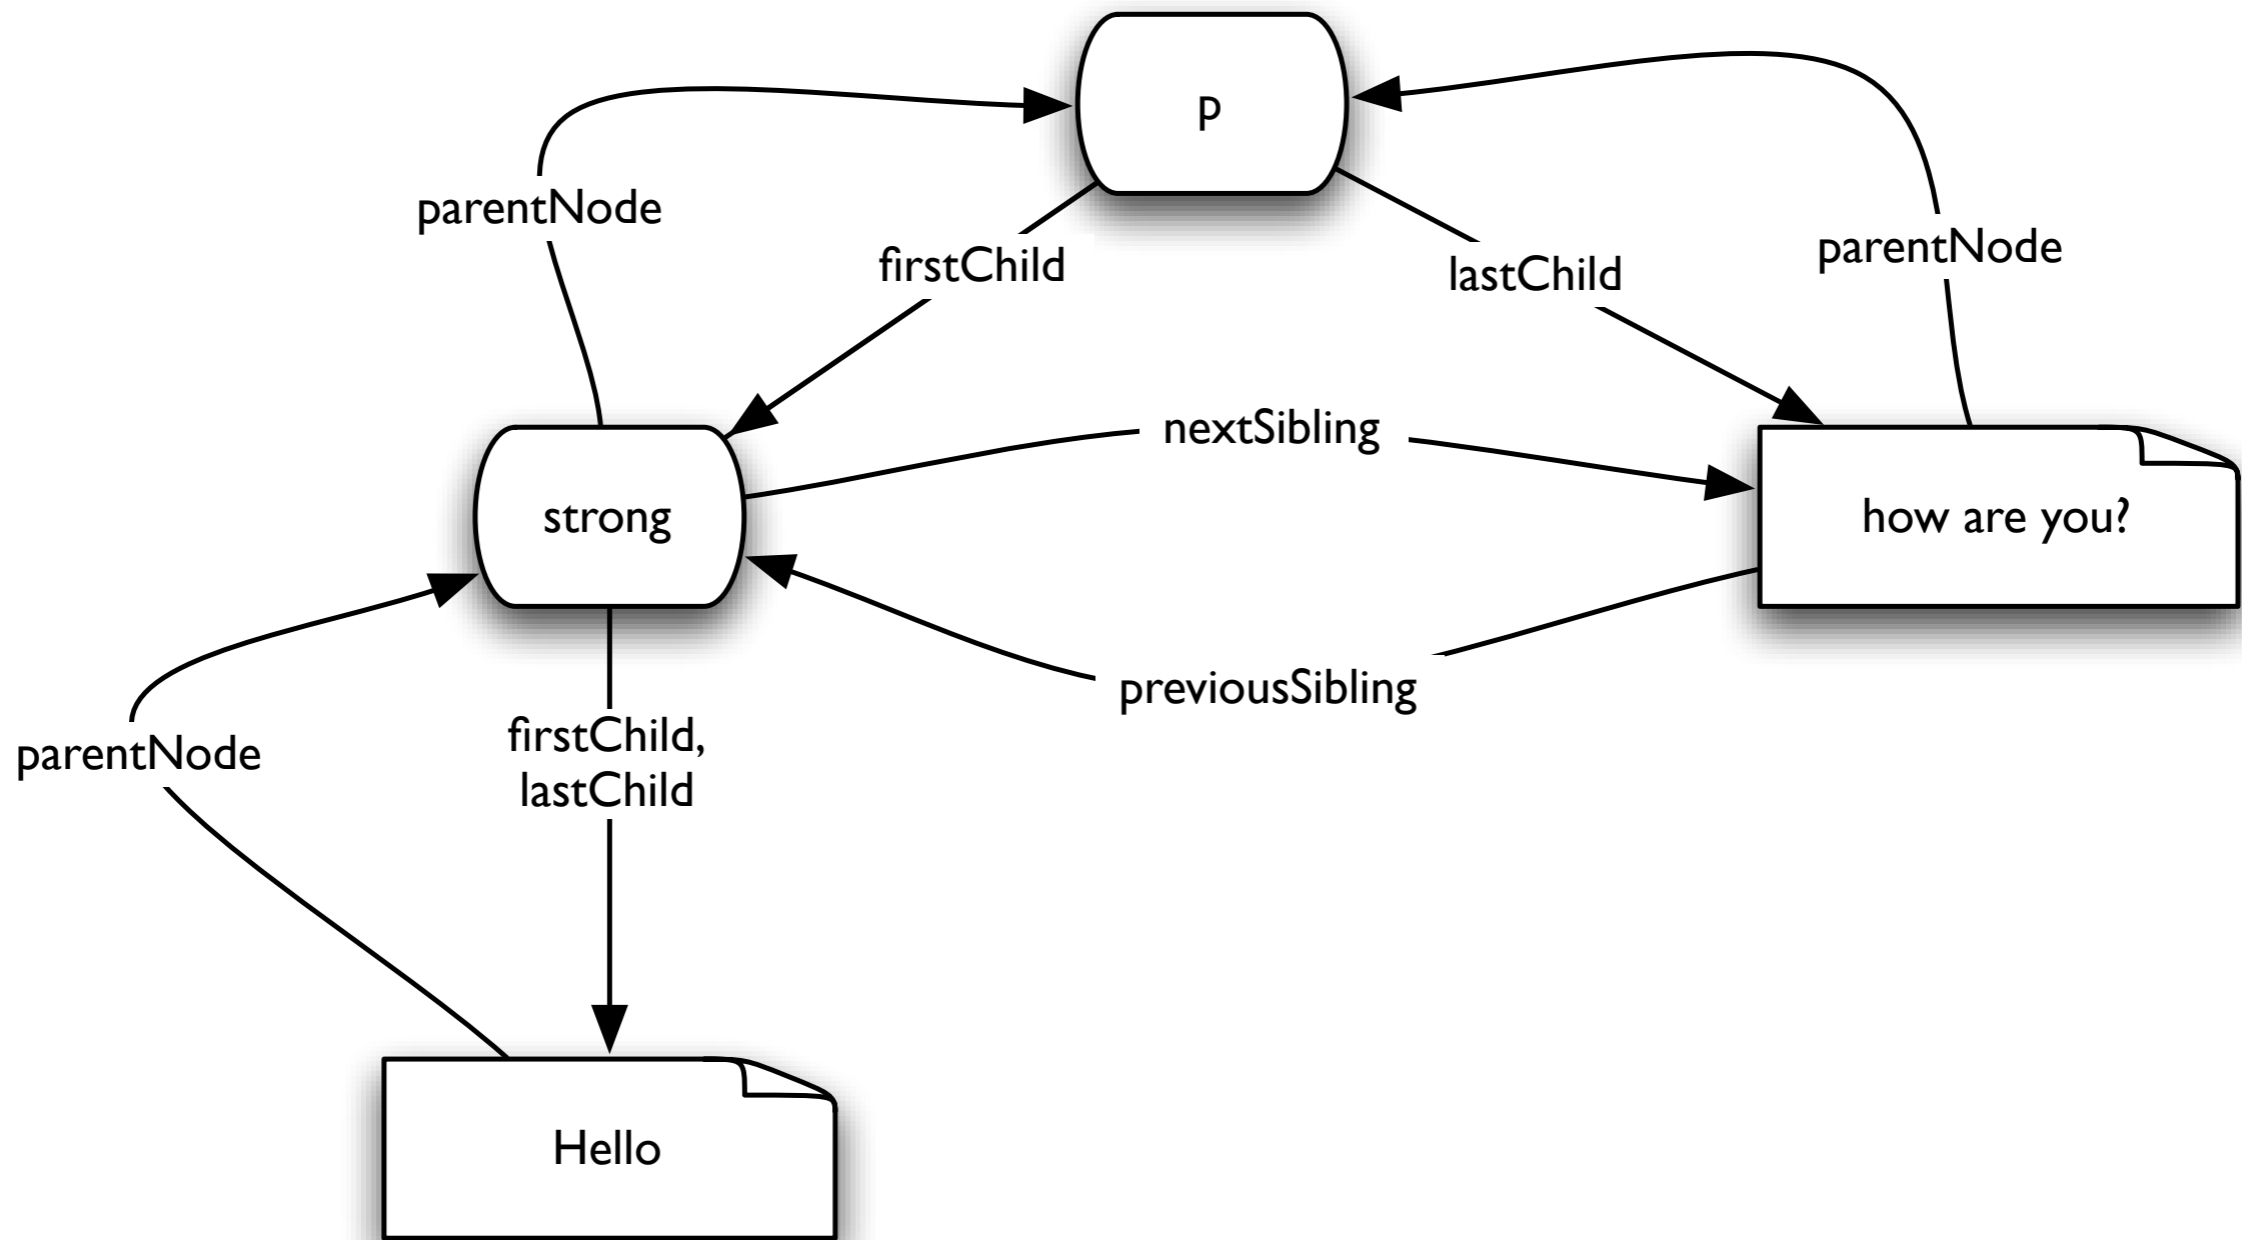 p
parentNode
firstChild
lastChild
parentNode
nextSibling
strong
how are you?
previousSibling
parentNode
firstChild,
lastChild
Hello